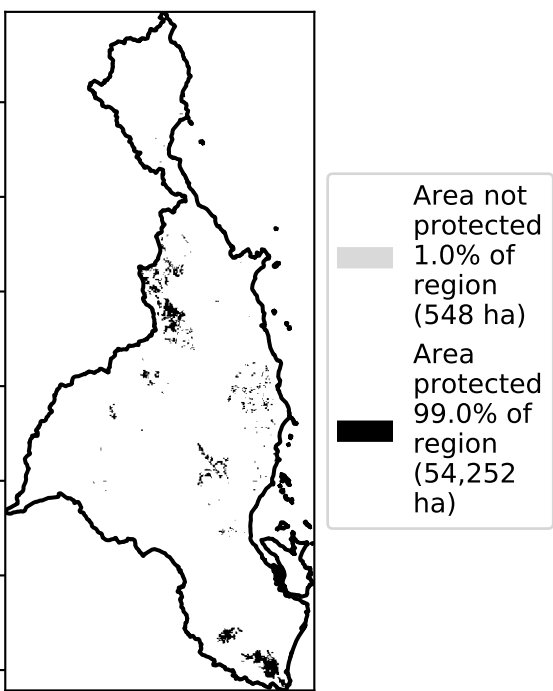 Area not
protected
1.0% of
region
(548 ha)
Area
protected
99.0% of
region
(54,252
ha)